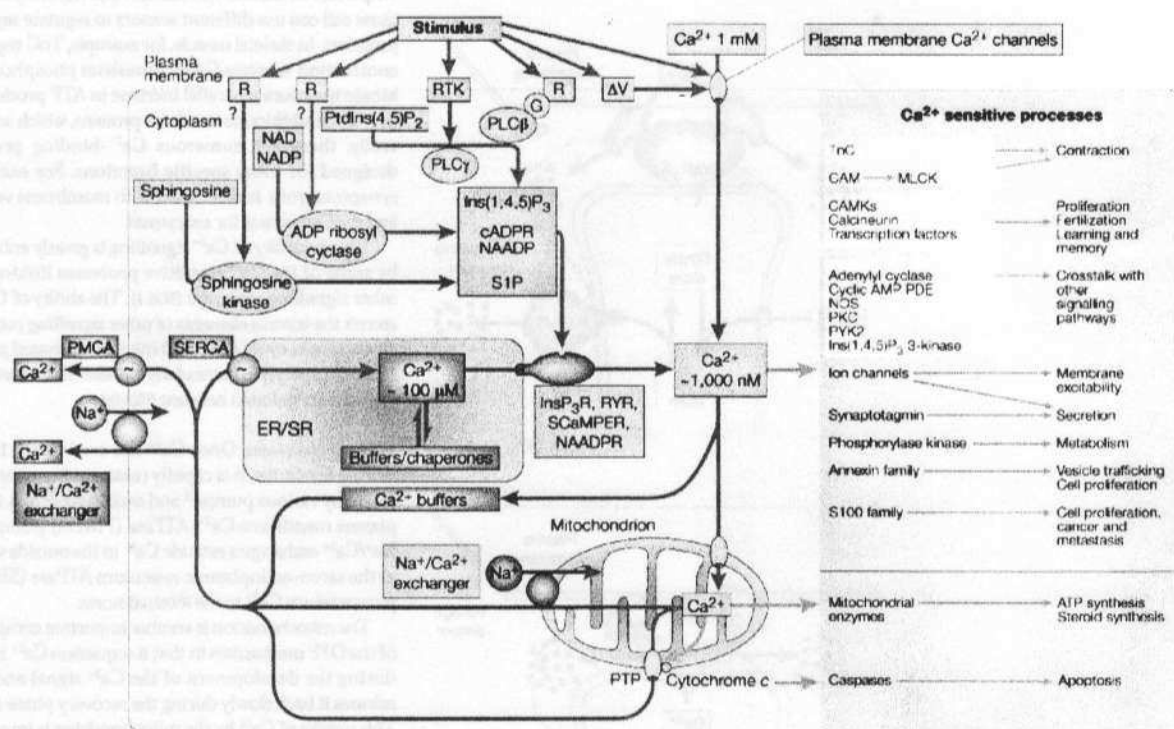 Stimulus
Ca²⁺ 1 mM
Plasma membrane Ca²⁺ channels
Plasma
membrane
R
R
RTK
R
ΔV
G
?
?
Cytoplasm
NAD
NADP
PtdIns(4.5)P₂
PLCβ
PLCγ
Sphingosine
ADP ribosyl
cyclase
Ins(1,4,5)P₃
cADPR
NAADP
S1P
Sphingosine
kinase
PMCA
SERCA
Ca²⁺
~
~
Ca²⁺
~ 100 μM
Ca²⁺
~1,000 nM
Na⁺
ER/SR
InsP₃R, RYR,
SCaMPER,
NAADPR
Ca²⁺
Buffers/chaperones
Na⁺/Ca²⁺
exchanger
Ca²⁺ buffers
Mitochondrion
Na⁺/Ca²⁺
exchanger
Na⁺
Ca²⁺
PTP
Cytochrome c
Ca²⁺ sensitive processes
TnC
Contraction
CAM
MLCK
CAMKs
Calcineurin
Transcription factors
Proliferation
Fertilization
Learning and
memory
Adenylyl cyclase
Cyclic AMP PDE
NOS
PKC
PYK2
Ins(1,4,5)P₃ 3-kinase
Crosstalk with
other
signalling
pathways
Ion channels
Membrane
excitability
Synaptotagmin
Secretion
Phosphorylase kinase
Metabolism
Annexin family
Vesicle trafficking
Cell proliferation
S100 family
Cell proliferation,
cancer and
metastasis
Mitochondrial
enzymes
ATP synthesis
Steroid synthesis
Caspases
Apoptosis